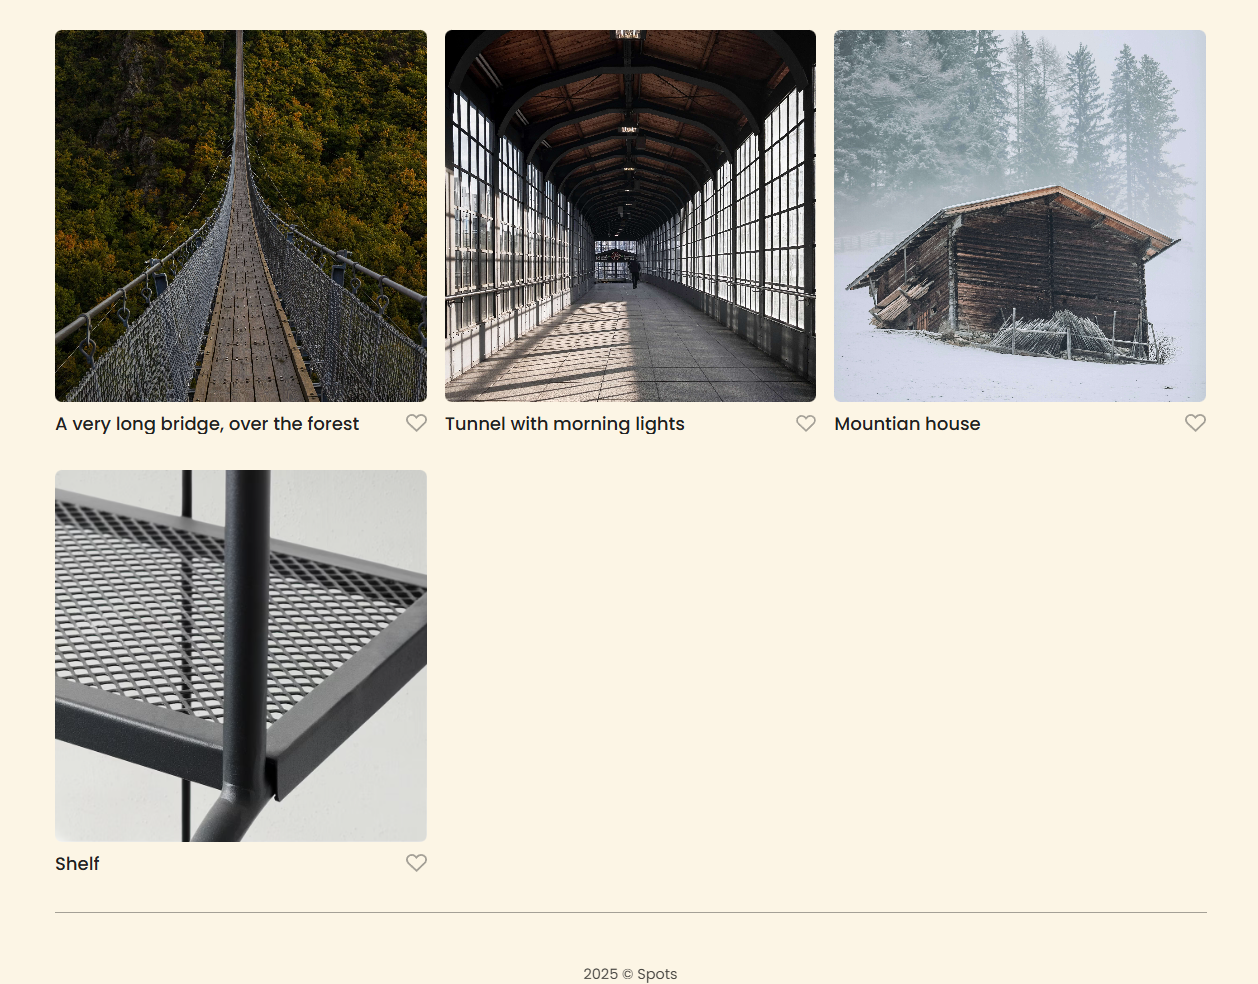 A very long bridge, over the forest
Tunnel with morning lights
Mountian house
Shelf
2025 © Spots